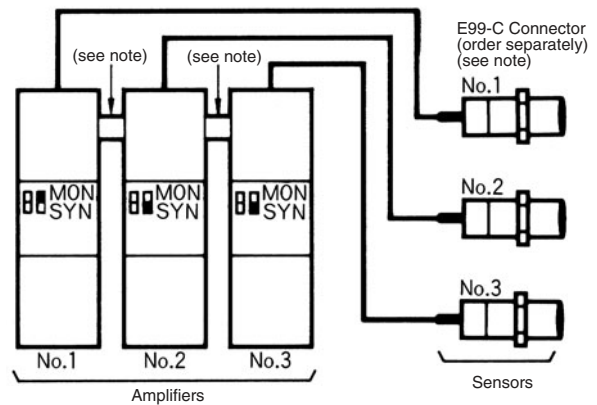 E99-C Connector
(order separately)
(see note)
(see note)
(see note)
No.1
MON
SYN
MON
SYN
MON
SYN
No.2
No.3
No.1
No.2
No.3
Amplifiers
Sensors